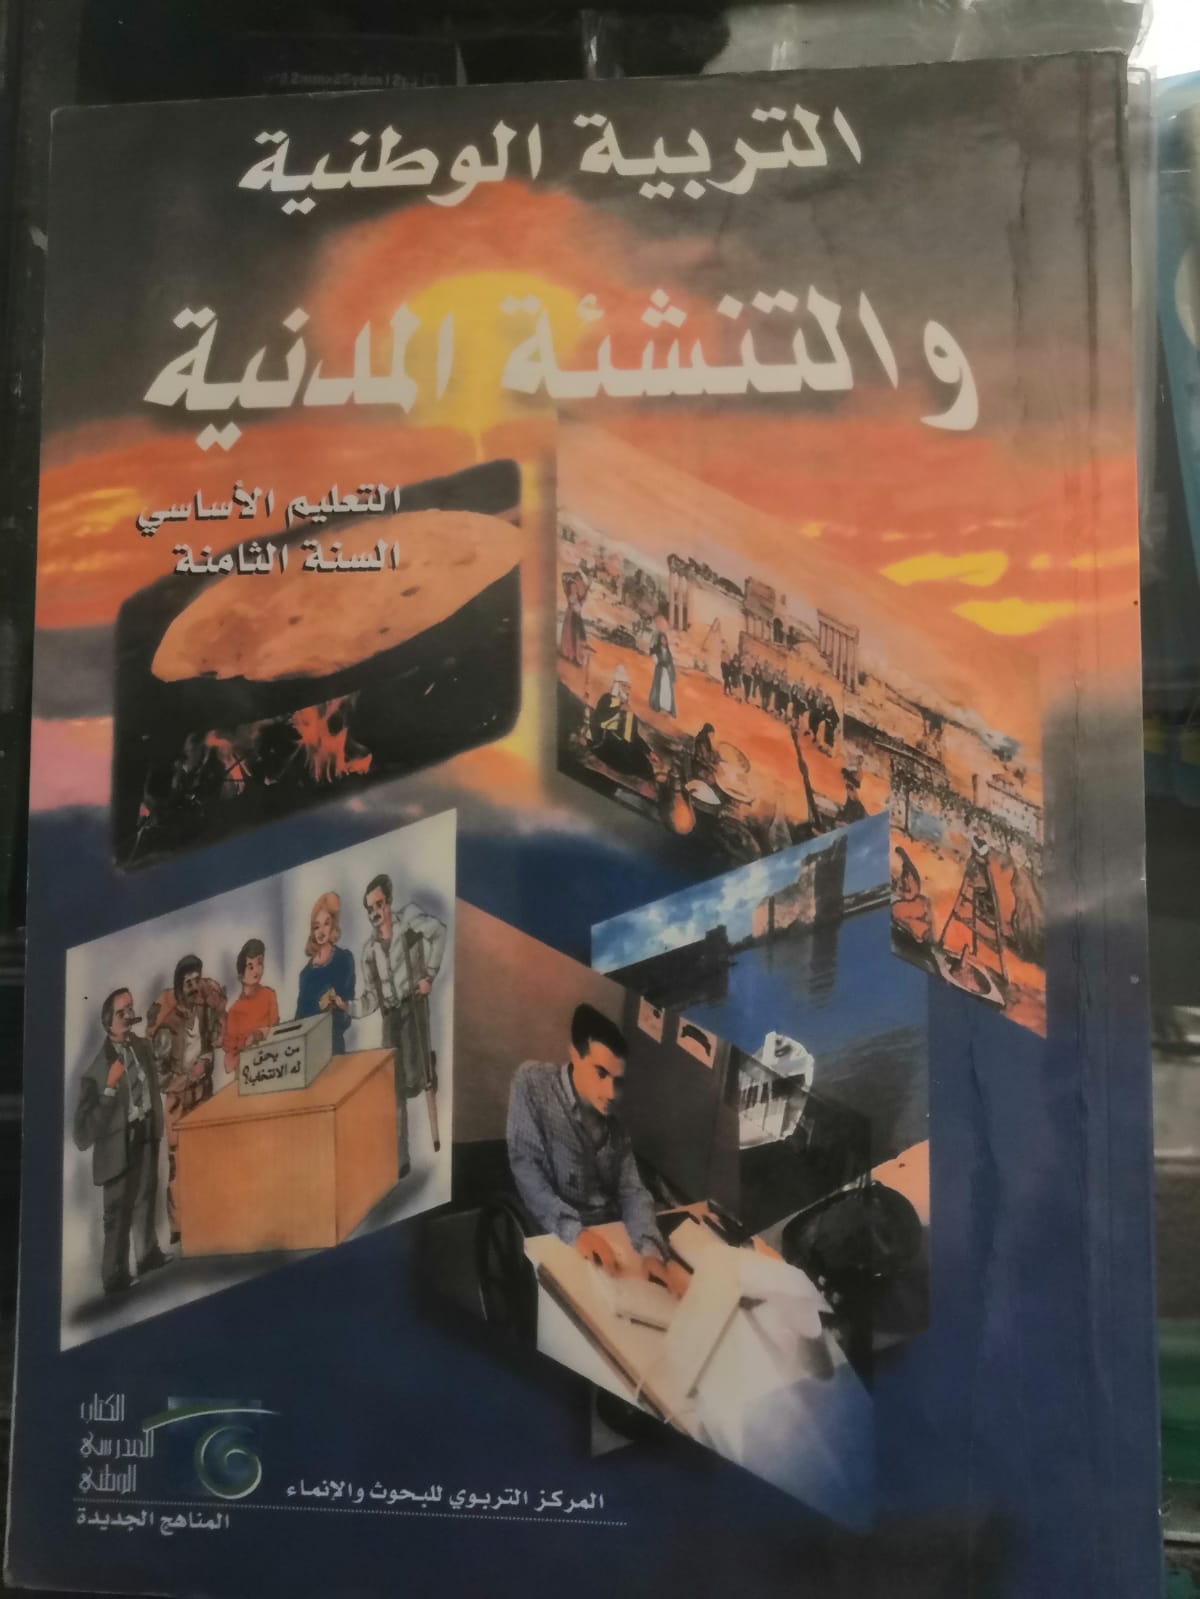 التربية الوطنية
والتنشئة المدنية
التعليم الأساسي
السنة الثامنة
من يحق
له الانتخاب؟
الكتاب
المدرسي
الوطني
المركز التربوي للبحوث والإنماء
المناهج الجديدة